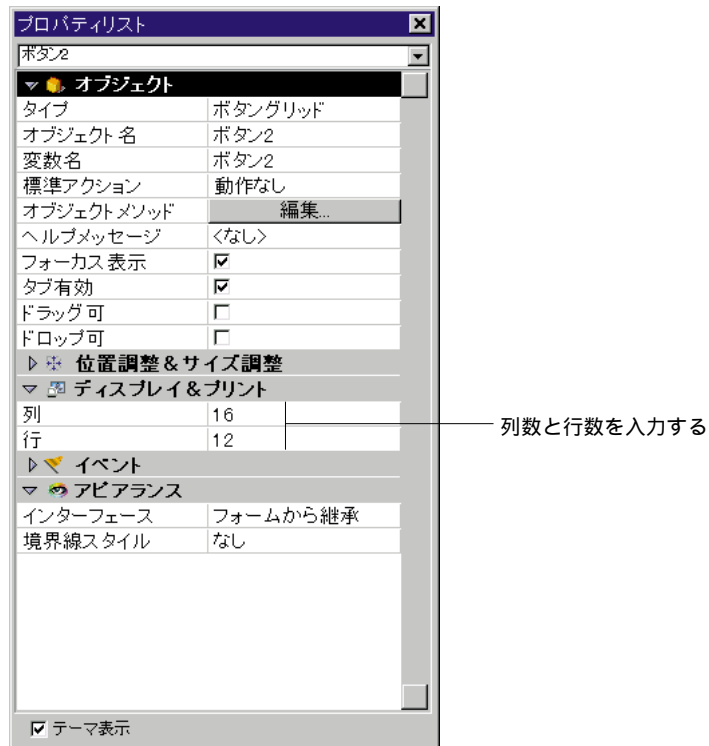 プロパティリスト
ボタン2
オブジェクト
タイプ ボタングリッド
オブジェクト名 ボタン2
変数名 ボタン2
標準アクション 動作なし
オブジェクトメソッド 編集...
ヘルプメッセージ <なし>
フォーカス表示
タブ有効
ドラッグ可
ドロップ可
位置調整&サイズ調整
ディスプレイ&プリント
列 16
行 12
列数と行数を入力する
イベント
アピアランス
インターフェース フォームから継承
境界線スタイル なし
テーマ表示